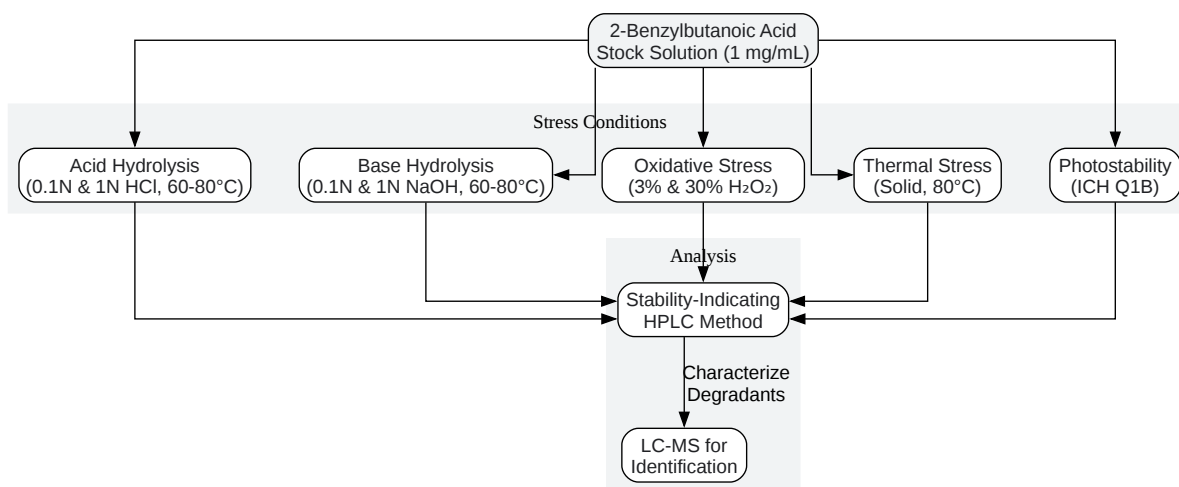 2-Benzylbutanoic Acid
Stock Solution (1 mg/mL)
Stress Conditions
Acid Hydrolysis
(0.1N & 1N HCl, 60-80°C)
Base Hydrolysis
(0.1N & 1N NaOH, 60-80°C)
Oxidative Stress
(3% & 30% H₂O₂)
Thermal Stress
(Solid, 80°C)
Photostability
(ICH Q1B)
Analysis
Stability-Indicating
HPLC Method
Characterize
Degradants
LC-MS for
Identification